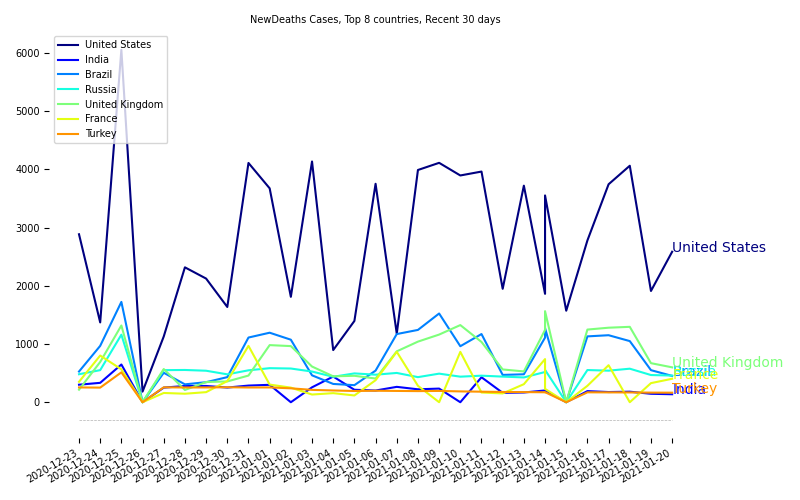 NewDeaths Cases, Top 8 countries, Recent 30 days
United States
India
Brazil
Russia
United Kingdom
France
Turkey
6000
5000
4000
3000
2000
1000
0
United States
United Kingdom
Brazil
France
Turkey
India
2020-12-23
2020-12-24
2020-12-25
2020-12-26
2020-12-27
2020-12-28
2020-12-29
2020-12-30
2020-12-31
2021-01-01
2021-01-02
2021-01-03
2021-01-04
2021-01-05
2021-01-06
2021-01-07
2021-01-08
2021-01-09
2021-01-10
2021-01-11
2021-01-12
2021-01-13
2021-01-14
2021-01-15
2021-01-16
2021-01-17
2021-01-18
2021-01-19
2021-01-20